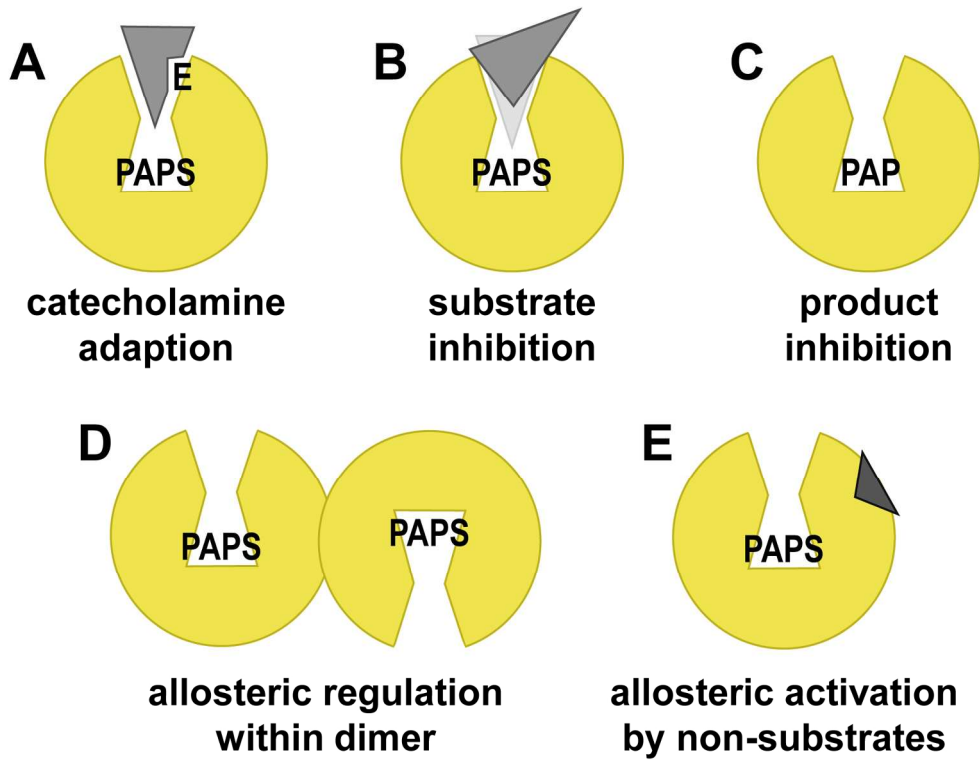 A
E
PAPS
catecholamine
adaption
B
PAPS
substrate
inhibition
C
PAP
product
inhibition
D
PAPS
PAPS
allosteric regulation
within dimer
E
PAPS
allosteric activation
by non-substrates